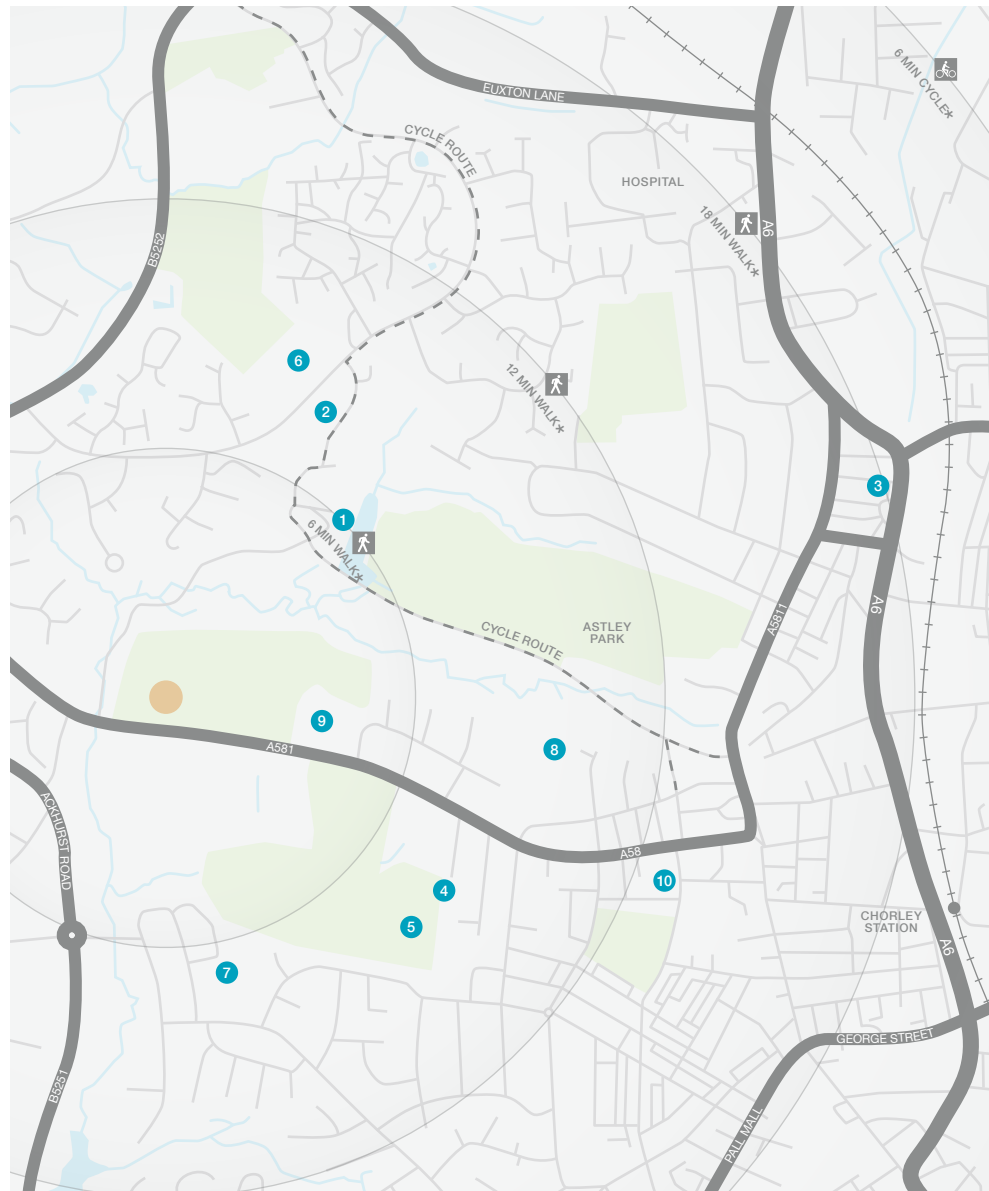 6 MIN CYCLE*
EUXTON LANE
CYCLE ROUTE
HOSPITAL
18 MIN WALK*
A6
B5252
6
12 MIN WALK*
2
3
1
6 MIN WALK*
A6
A5811
CYCLE ROUTE
ASTLEY
PARK
9
A581
8
ACKHURST ROAD
A58
10
4
5
CHORLEY
STATION
A6
7
GEORGE STREET
B5251
PALL MALL